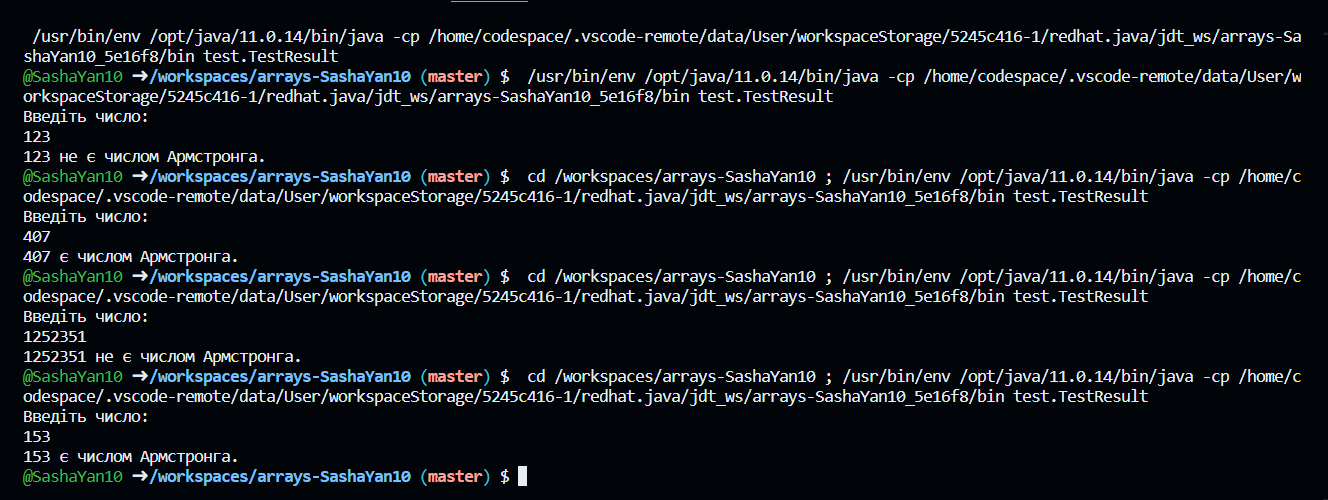 /usr/bin/env /opt/java/11.0.14/bin/java -cp /home/codespace/.vscode-remote/data/User/workspaceStorage/5245c416-1/redhat.java/jdt_ws/arrays-Sa
shaYan10_5e16f8/bin test.TestResult
@SashaYan10 ➜/workspaces/arrays-SashaYan10 (master) $  /usr/bin/env /opt/java/11.0.14/bin/java -cp /home/codespace/.vscode-remote/data/User/w
orkspaceStorage/5245c416-1/redhat.java/jdt_ws/arrays-SashaYan10_5e16f8/bin test.TestResult
Введіть число:
123
123 не є числом Армстронга.
@SashaYan10 ➜/workspaces/arrays-SashaYan10 (master) $  cd /workspaces/arrays-SashaYan10 ; /usr/bin/env /opt/java/11.0.14/bin/java -cp /home/c
odespace/.vscode-remote/data/User/workspaceStorage/5245c416-1/redhat.java/jdt_ws/arrays-SashaYan10_5e16f8/bin test.TestResult
Введіть число:
407
407 є числом Армстронга.
@SashaYan10 ➜/workspaces/arrays-SashaYan10 (master) $  cd /workspaces/arrays-SashaYan10 ; /usr/bin/env /opt/java/11.0.14/bin/java -cp /home/c
odespace/.vscode-remote/data/User/workspaceStorage/5245c416-1/redhat.java/jdt_ws/arrays-SashaYan10_5e16f8/bin test.TestResult
Введіть число:
1252351
1252351 не є числом Армстронга.
@SashaYan10 ➜/workspaces/arrays-SashaYan10 (master) $  cd /workspaces/arrays-SashaYan10 ; /usr/bin/env /opt/java/11.0.14/bin/java -cp /home/c
odespace/.vscode-remote/data/User/workspaceStorage/5245c416-1/redhat.java/jdt_ws/arrays-SashaYan10_5e16f8/bin test.TestResult
Введіть число:
153
153 є числом Армстронга.
@SashaYan10 ➜/workspaces/arrays-SashaYan10 (master) $